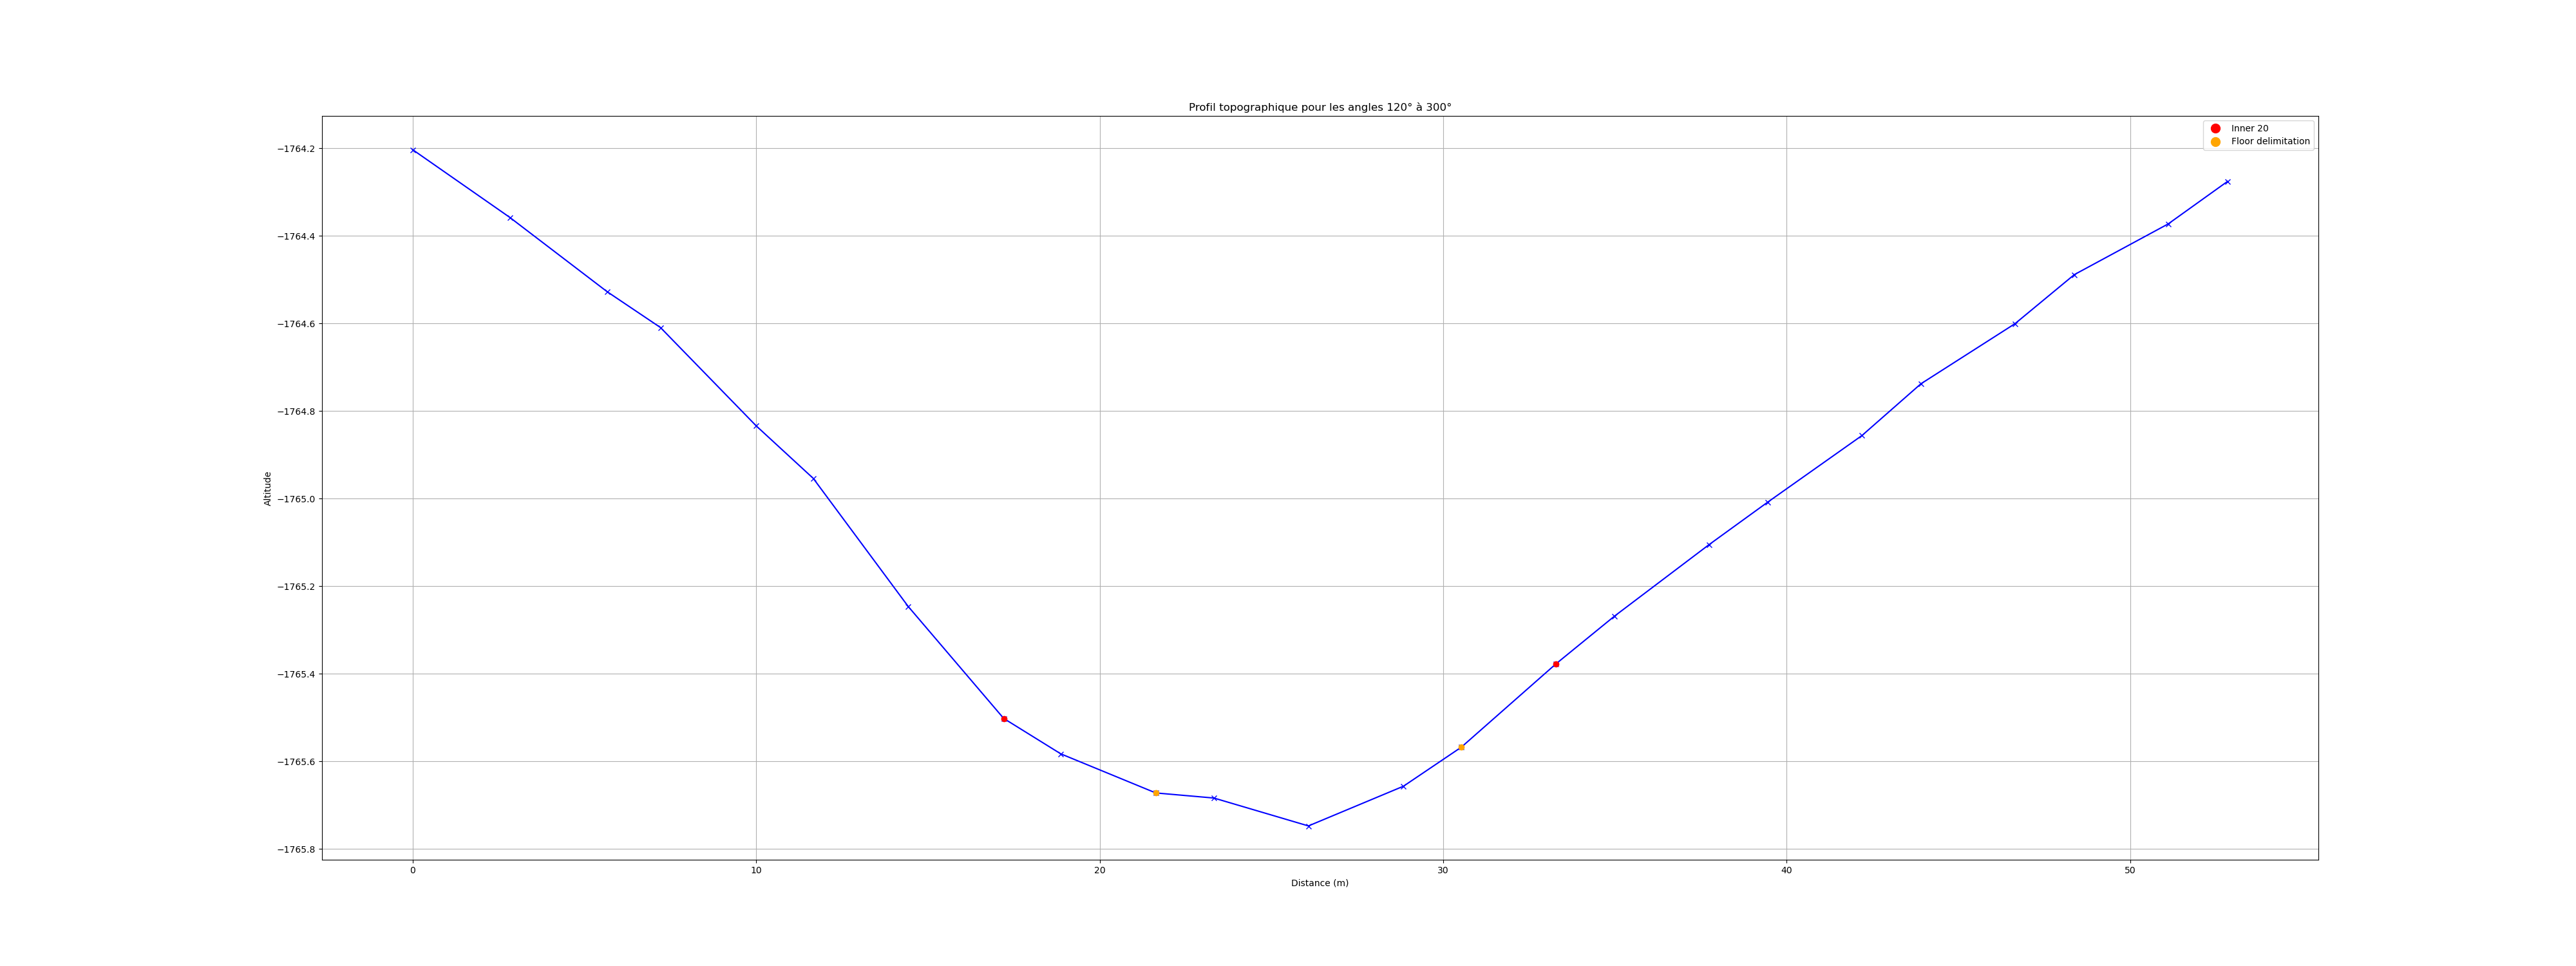 Profil topographique pour les angles 120° à 300°
Inner 20
Floor delimitation
Altitude
−1764.2
−1764.4
−1764.6
−1764.8
−1765.0
−1765.2
−1765.4
−1765.6
−1765.8
0 10 20 30 40 50
Distance (m)